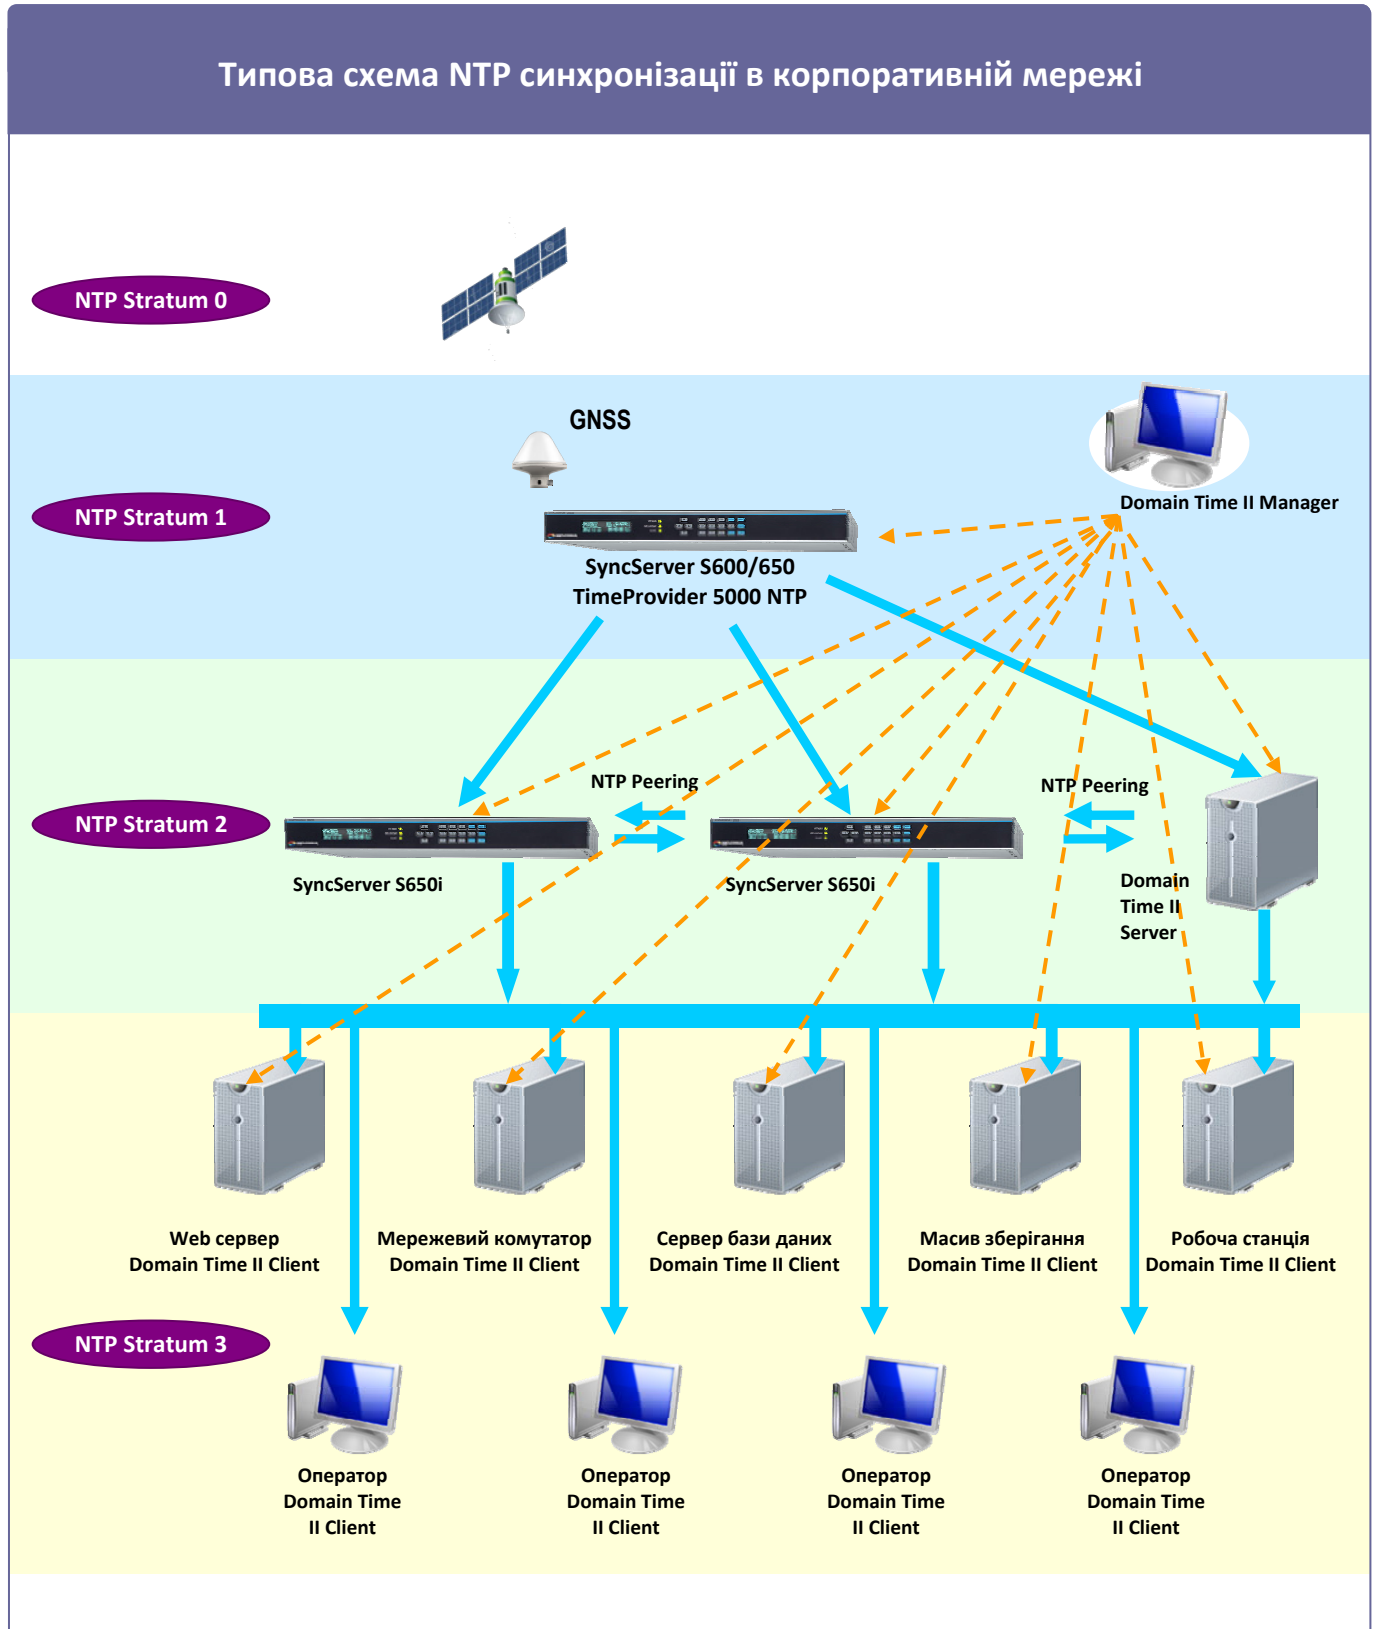 Типова схема NTP синхронізації в корпоративній мережі
NTP Stratum 0
GNSS
Domain Time II Manager
NTP Stratum 1
SyncServer S600/650
TimeProvider 5000 NTP
NTP Peering
NTP Peering
NTP Stratum 2
SyncServer S650i
SyncServer S650i
Domain
Time II
Server
Web сервер
Domain Time II Client
Мережевий комутатор
Domain Time II Client
Сервер бази даних
Domain Time II Client
Масив зберігання
Domain Time II Client
Робоча станція
Domain Time II Client
NTP Stratum 3
Оператор
Domain Time
II Client
Оператор
Domain Time
II Client
Оператор
Domain Time
II Client
Оператор
Domain Time
II Client